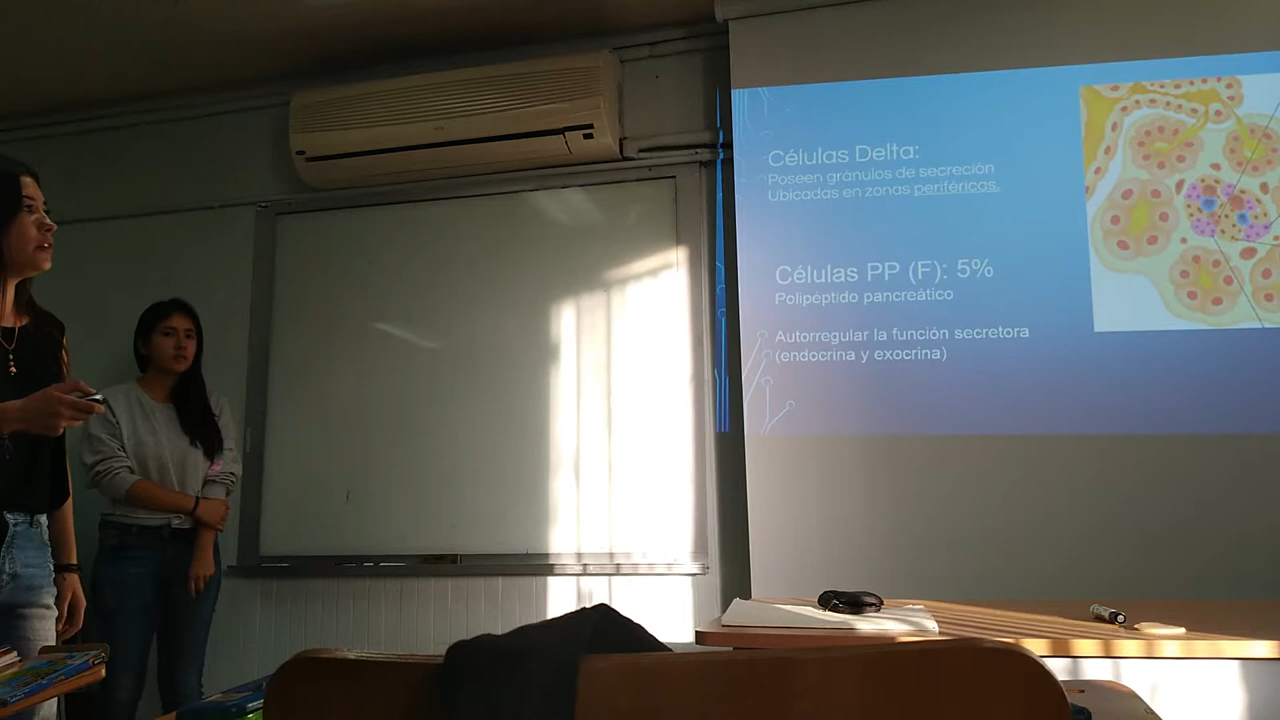 Células Delta:
Poseen gránulos de secreción
Ubicadas en zonas periféricas.
Células PP (F): 5%
Polipéptido pancreático
Autorregular la función secretora
(endocrina y exocrina)